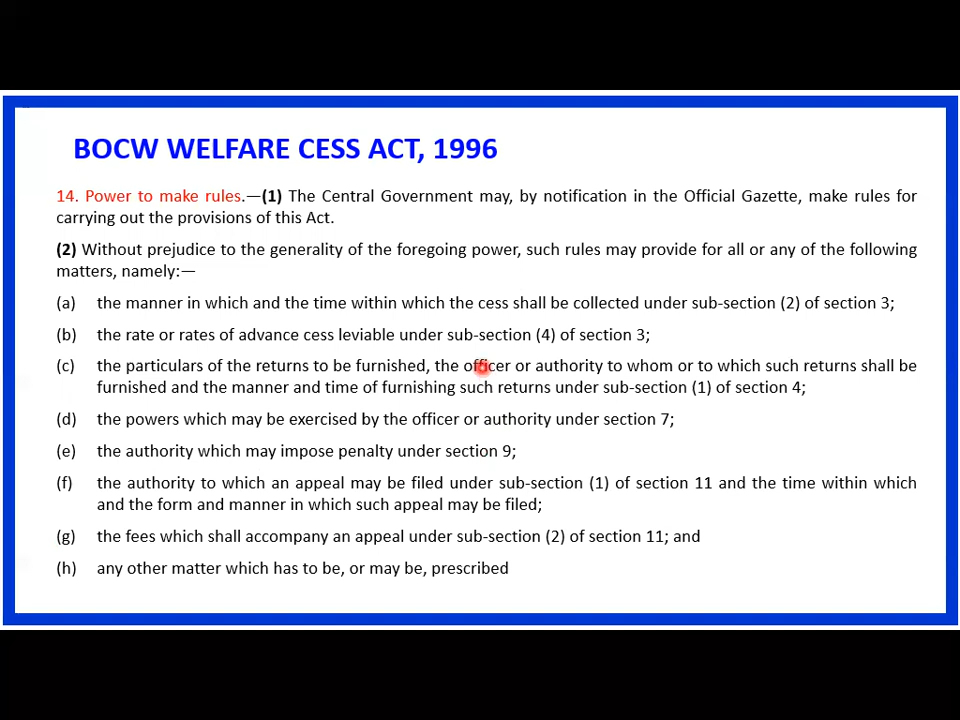 BOCW WELFARE CESS ACT, 1996
14. Power to make rules.—(1) The Central Government may, by notification in the Official Gazette, make rules for
carrying out the provisions of this Act.
(2) Without prejudice to the generality of the foregoing power, such rules may provide for all or any of the following
matters, namely:—
(a) the manner in which and the time within which the cess shall be collected under sub-section (2) of section 3;
(b) the rate or rates of advance cess leviable under sub-section (4) of section 3;
(c) the particulars of the returns to be furnished, the officer or authority to whom or to which such returns shall be
furnished and the manner and time of furnishing such returns under sub-section (1) of section 4;
(d) the powers which may be exercised by the officer or authority under section 7;
(e) the authority which may impose penalty under section 9;
(f) the authority to which an appeal may be filed under sub-section (1) of section 11 and the time within which
and the form and manner in which such appeal may be filed;
(g) the fees which shall accompany an appeal under sub-section (2) of section 11; and
(h) any other matter which has to be, or may be, prescribed